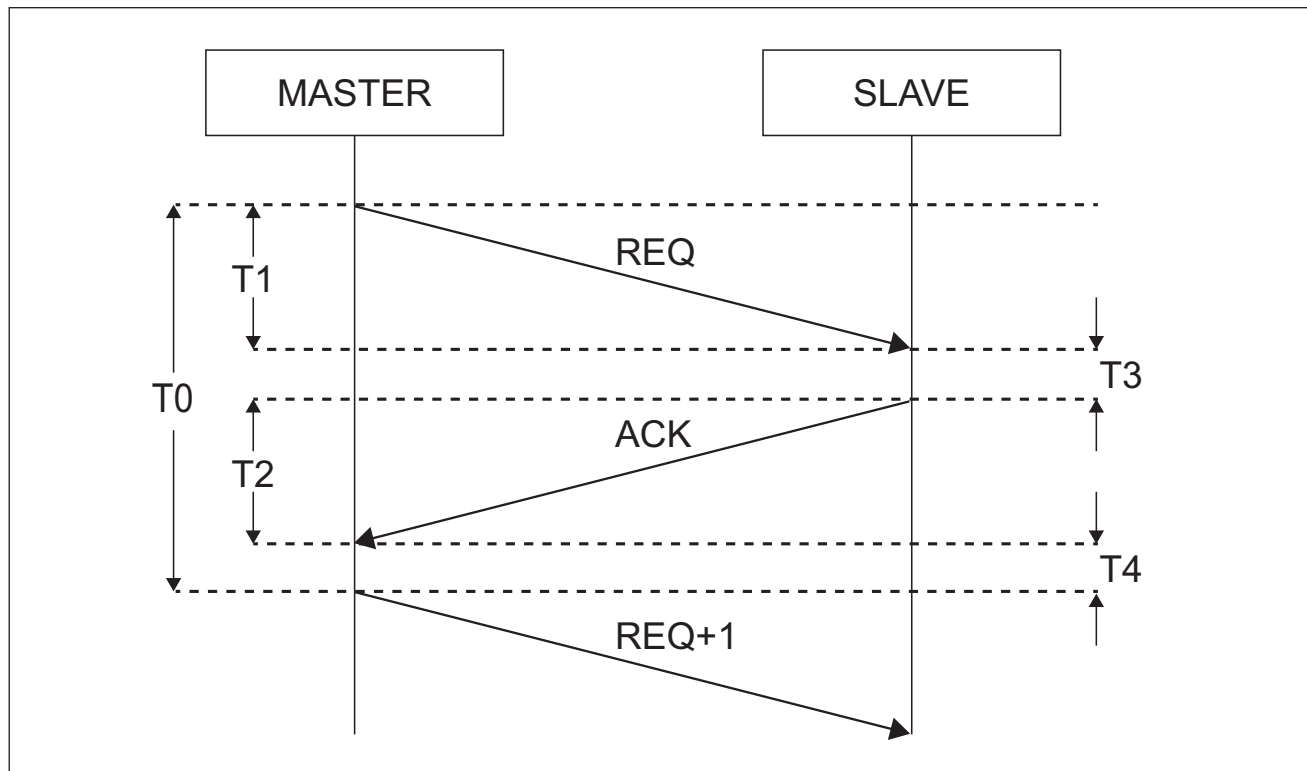 MASTER
SLAVE
REQ
T1
T3
T0
ACK
T2
T4
REQ+1